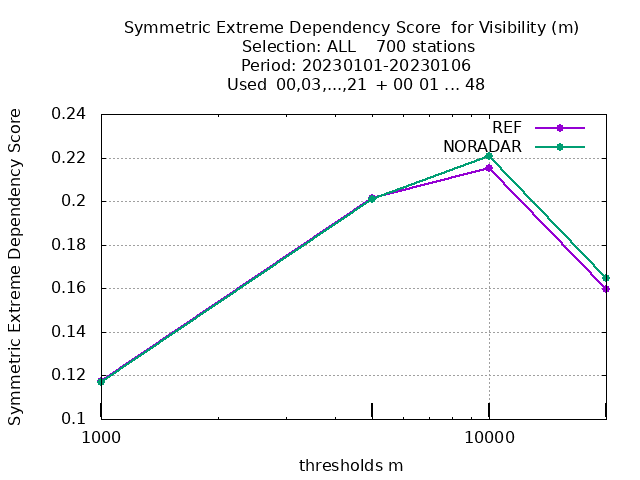 Symmetric Extreme Dependency Score  for Visibility (m)
Selection: ALL    700 stations
Period: 20230101-20230106
Used  00,03,...,21  + 00 01 ... 48
Symmetric Extreme Dependency Score
0.24
0.22
0.2
0.18
0.16
0.14
0.12
0.1
REF
NORADAR
1000
10000
thresholds m